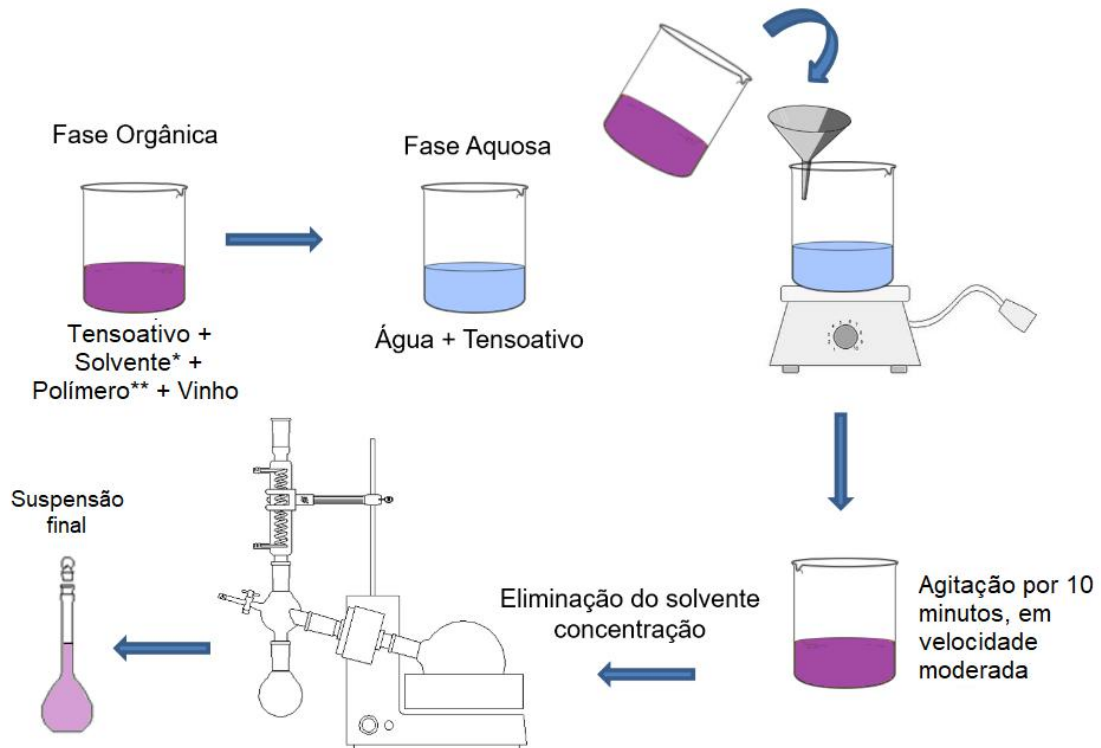 Fase Orgânica
Tensoativo +
Solvente* +
Polímero** + Vinho
Fase Aquosa
Água + Tensoativo
Agitação por 10
minutos, em
velocidade
moderada
Eliminação do solvente
concentração
Suspensão
final